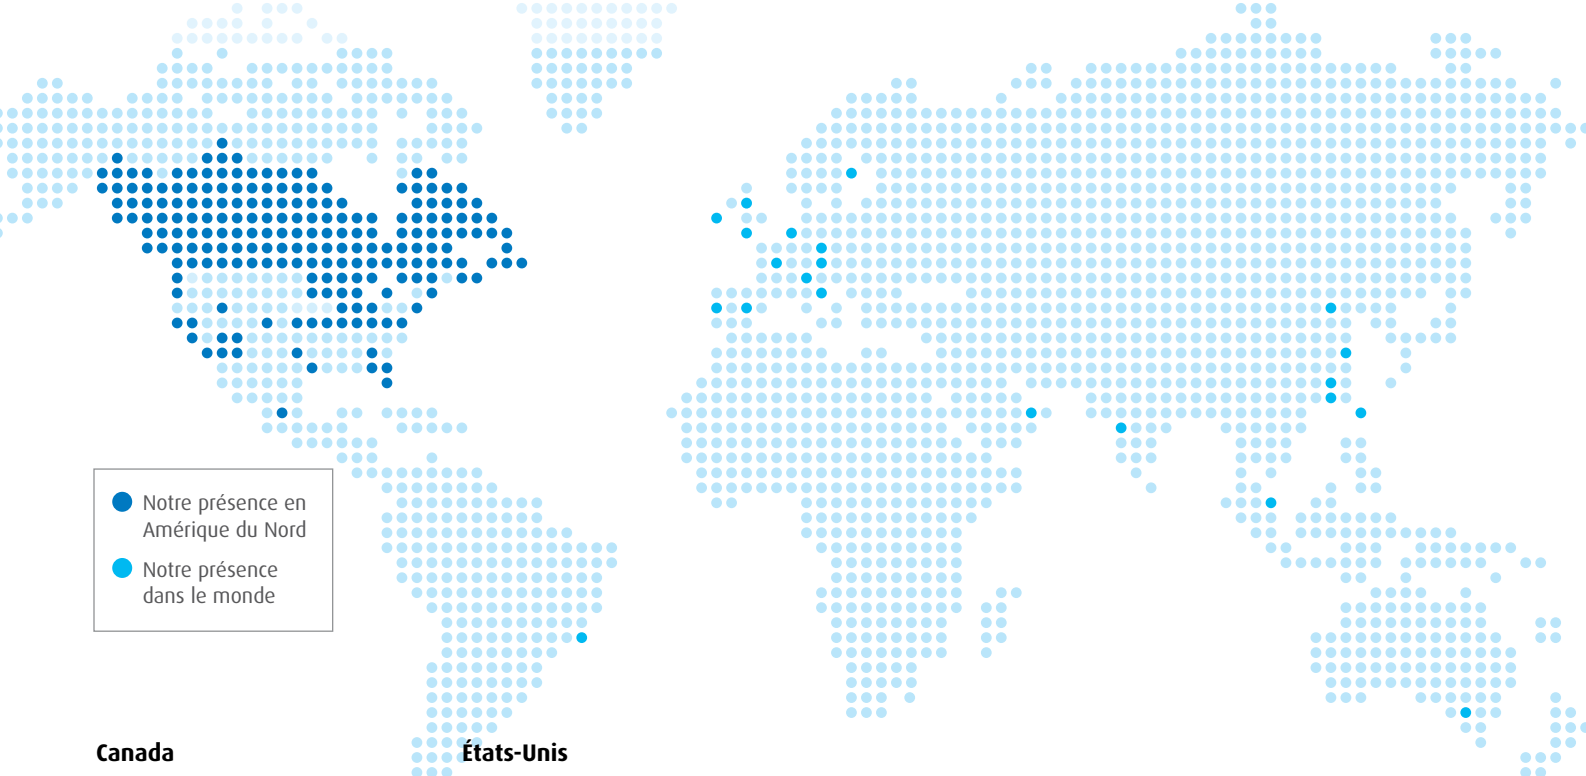 Notre présence en
Amérique du Nord
Notre présence
dans le monde
Canada
États-Unis